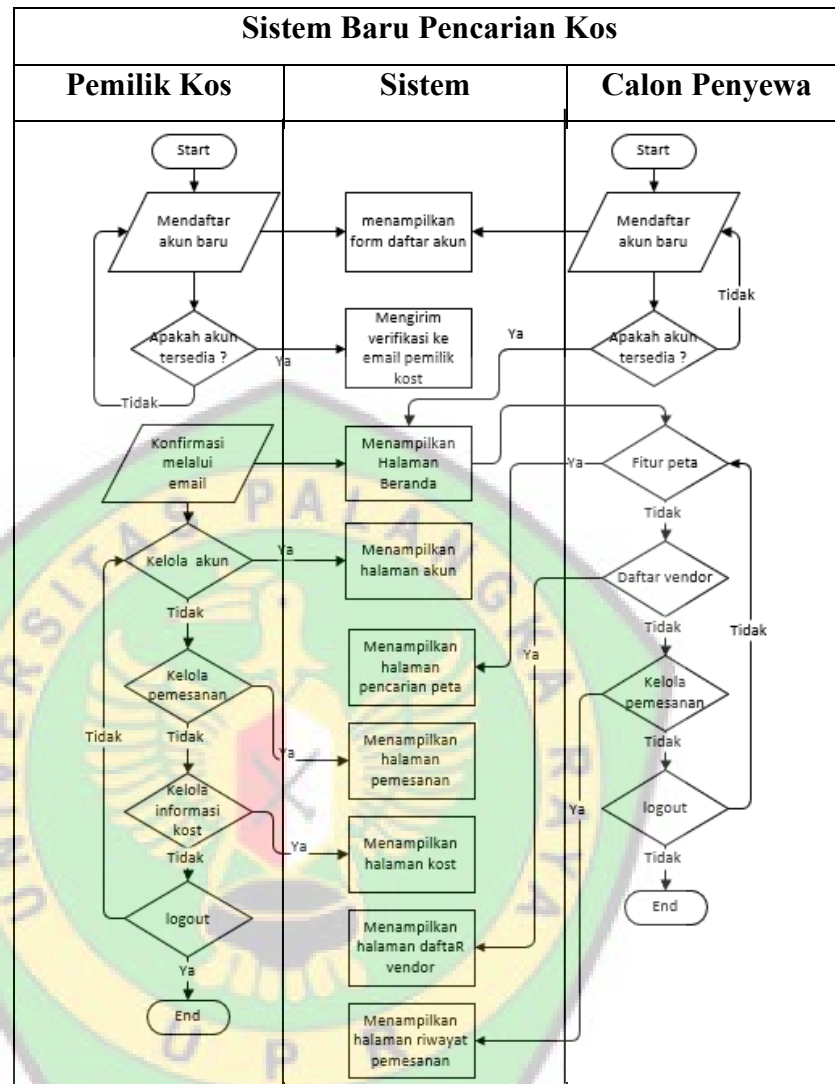 Sistem Baru Pencarian Kos
Pemilik Kos
Sistem
Calon Penyewa
Start
Mendaftar
akun baru
Apakah akun
tersedia ?
Ya
Tidak
Konfirmasi
melalui
email
Kelola akun
Ya
Tidak
Kelola
pemesanan
Ya
Tidak
Tidak
Kelola
informasi
kost
Ya
Tidak
logout
Ya
End
menampilkan
form daftar akun
Mengirim
verifikasi ke
email pemilik
kost
Menampilkan
Halaman
Beranda
Menampilkan
halaman akun
Menampilkan
halaman
pencarian peta
Menampilkan
halaman
pemesanan
Menampilkan
halaman kost
Menampilkan
halaman daftaR
vendor
Menampilkan
halaman riwayat
pemesanan
Start
Mendaftar
akun baru
Tidak
Apakah akun
tersedia ?
Ya
Fitur peta
Ya
Tidak
Daftar vendor
Ya
Tidak
Tidak
Kelola
pemesanan
Ya
Tidak
logout
Tidak
End
UNIVERSITAS PALANGKA RAYA
U P R